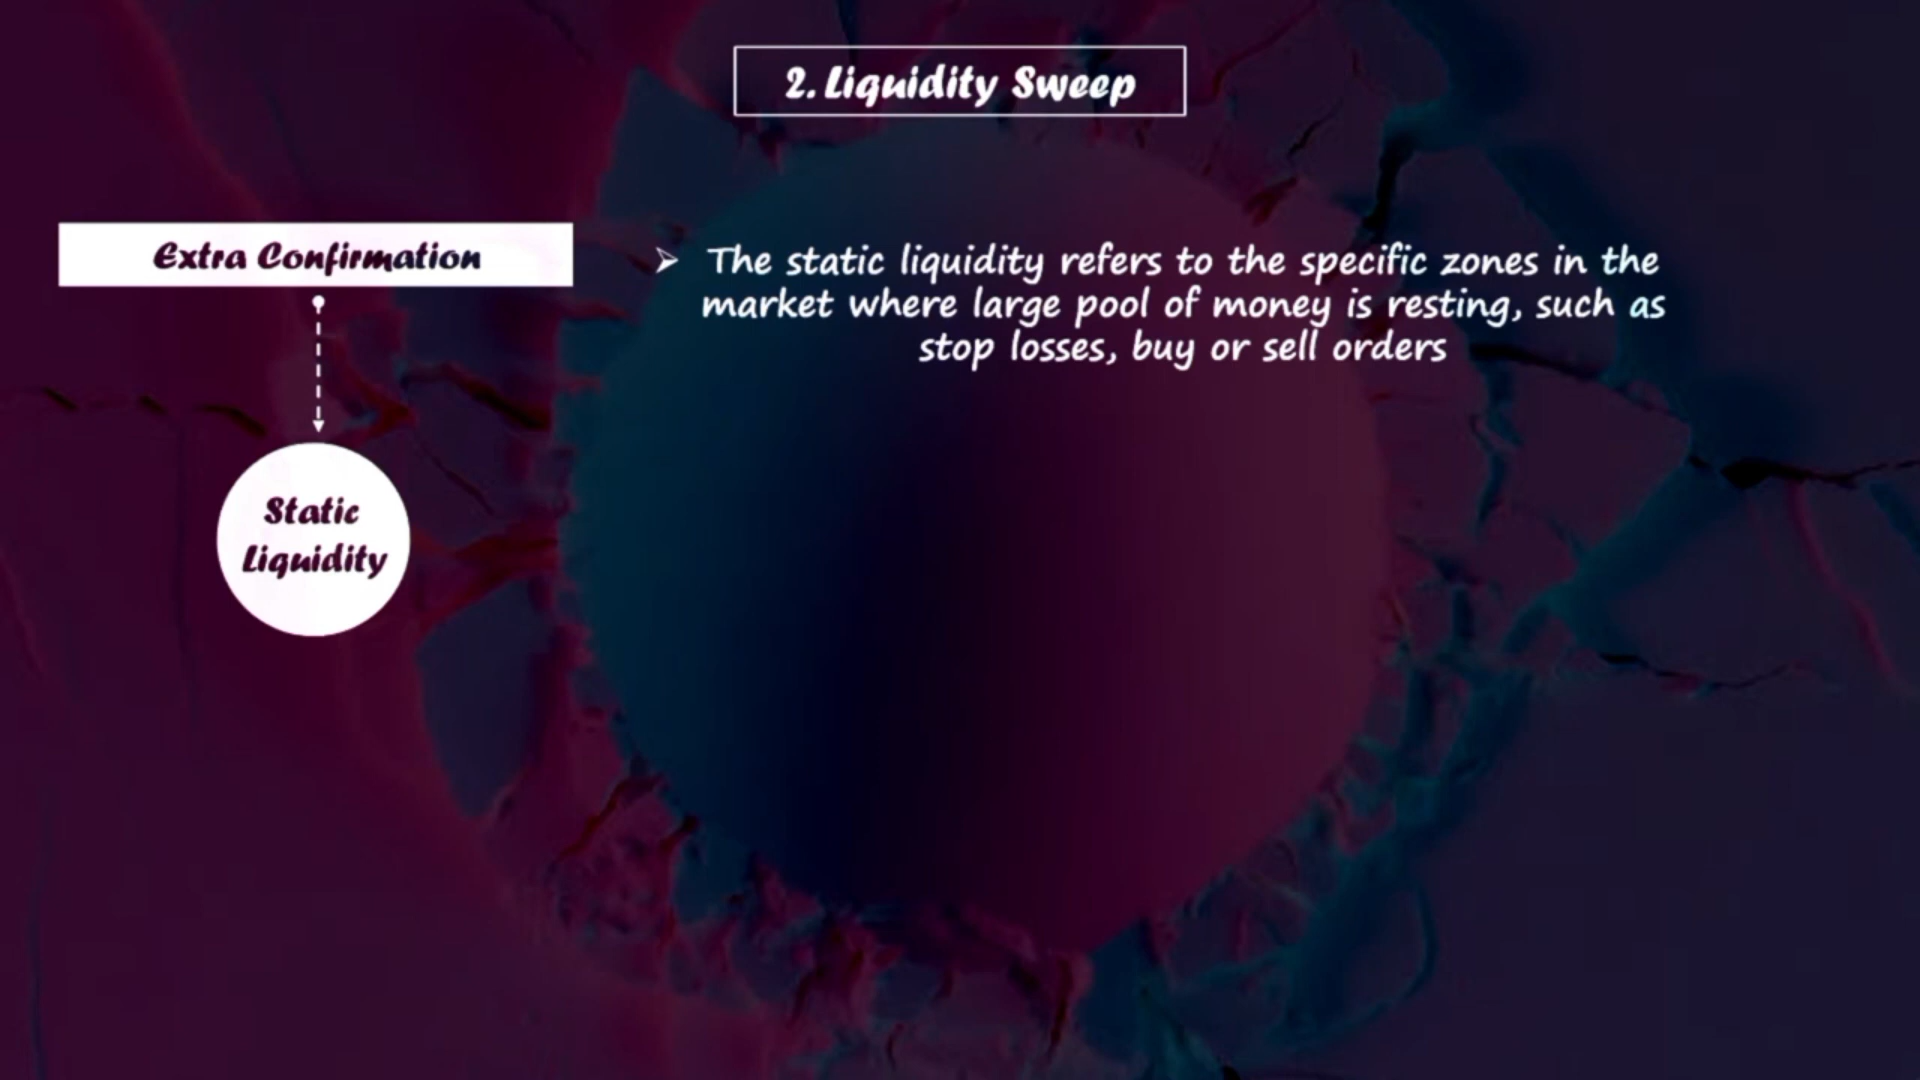 2. Liquidity Sweep
Extra Confirmation
Static
Liquidity
➢ The static liquidity refers to the specific zones in the
market where large pool of money is resting, such as
stop losses, buy or sell orders